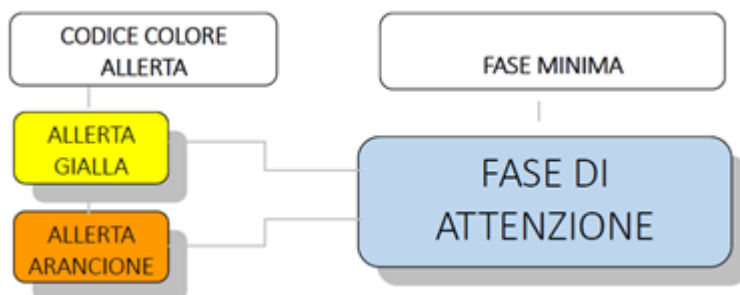 CODICE COLORE
ALLERTA
FASE MINIMA
ALLERTA
GIALLA
FASE DI
ATTENZIONE
ALLERTA
ARANCIONE